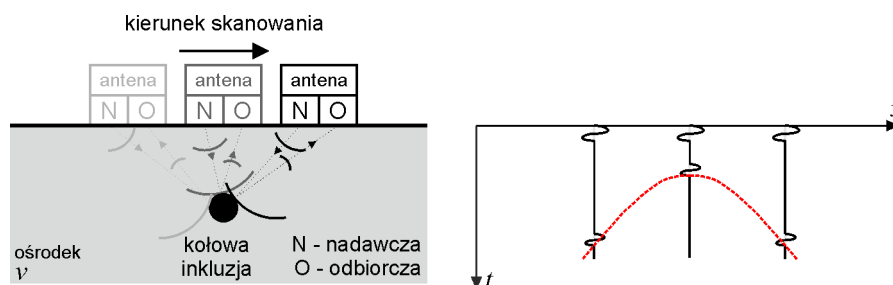 kierunek skanowania
antena antena antena
N O N O N O
ośrodek
v
kołowa
inkluzja
N - nadawcza
O - odbiorcza
t